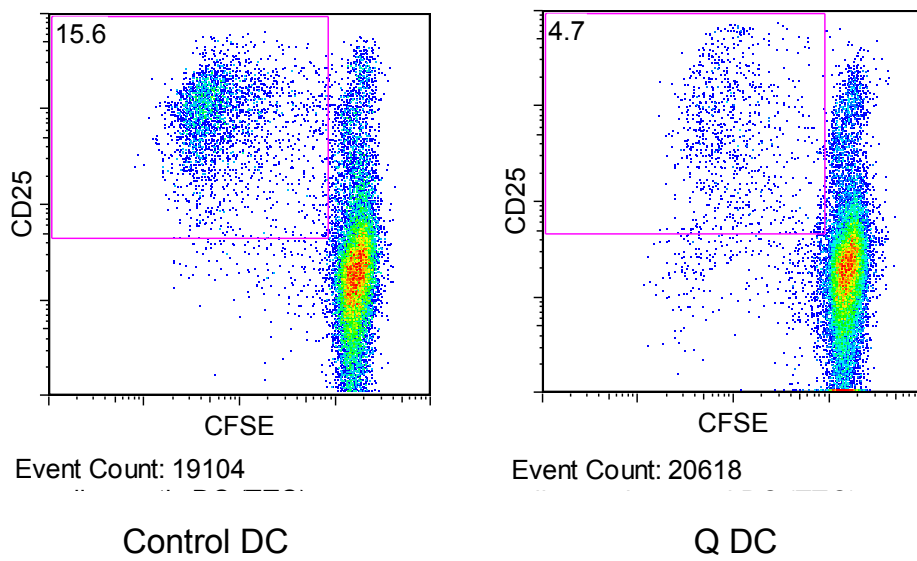 15.6
4.7
CD25
CD25
CFSE
CFSE
Event Count: 19104
Event Count: 20618
Control DC
Q DC